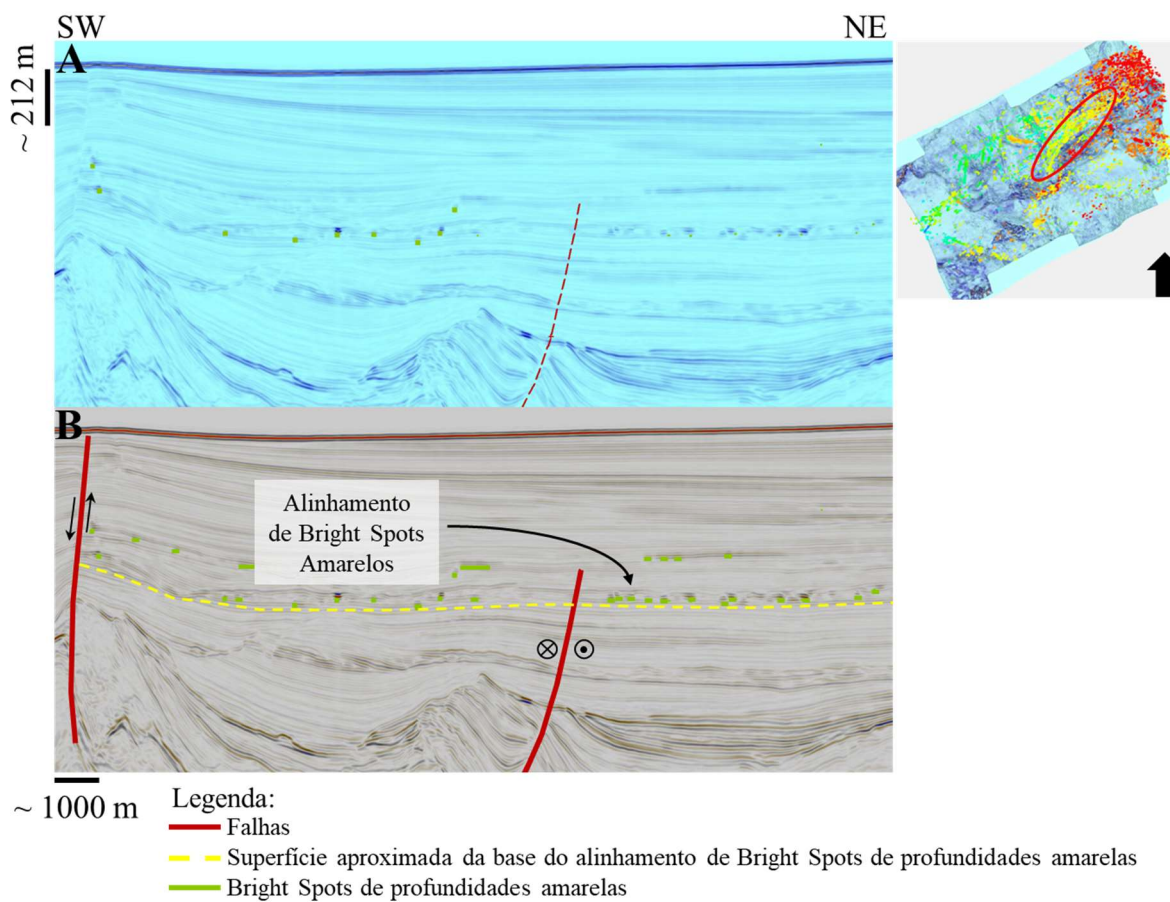 SW
NE
A
~ 212 m
B
Alinhamento
de Bright Spots
Amarelos
~ 1000 m
Legenda:
Falhas
Superfície aproximada da base do alinhamento de Bright Spots de profundidades amarelas
Bright Spots de profundidades amarelas